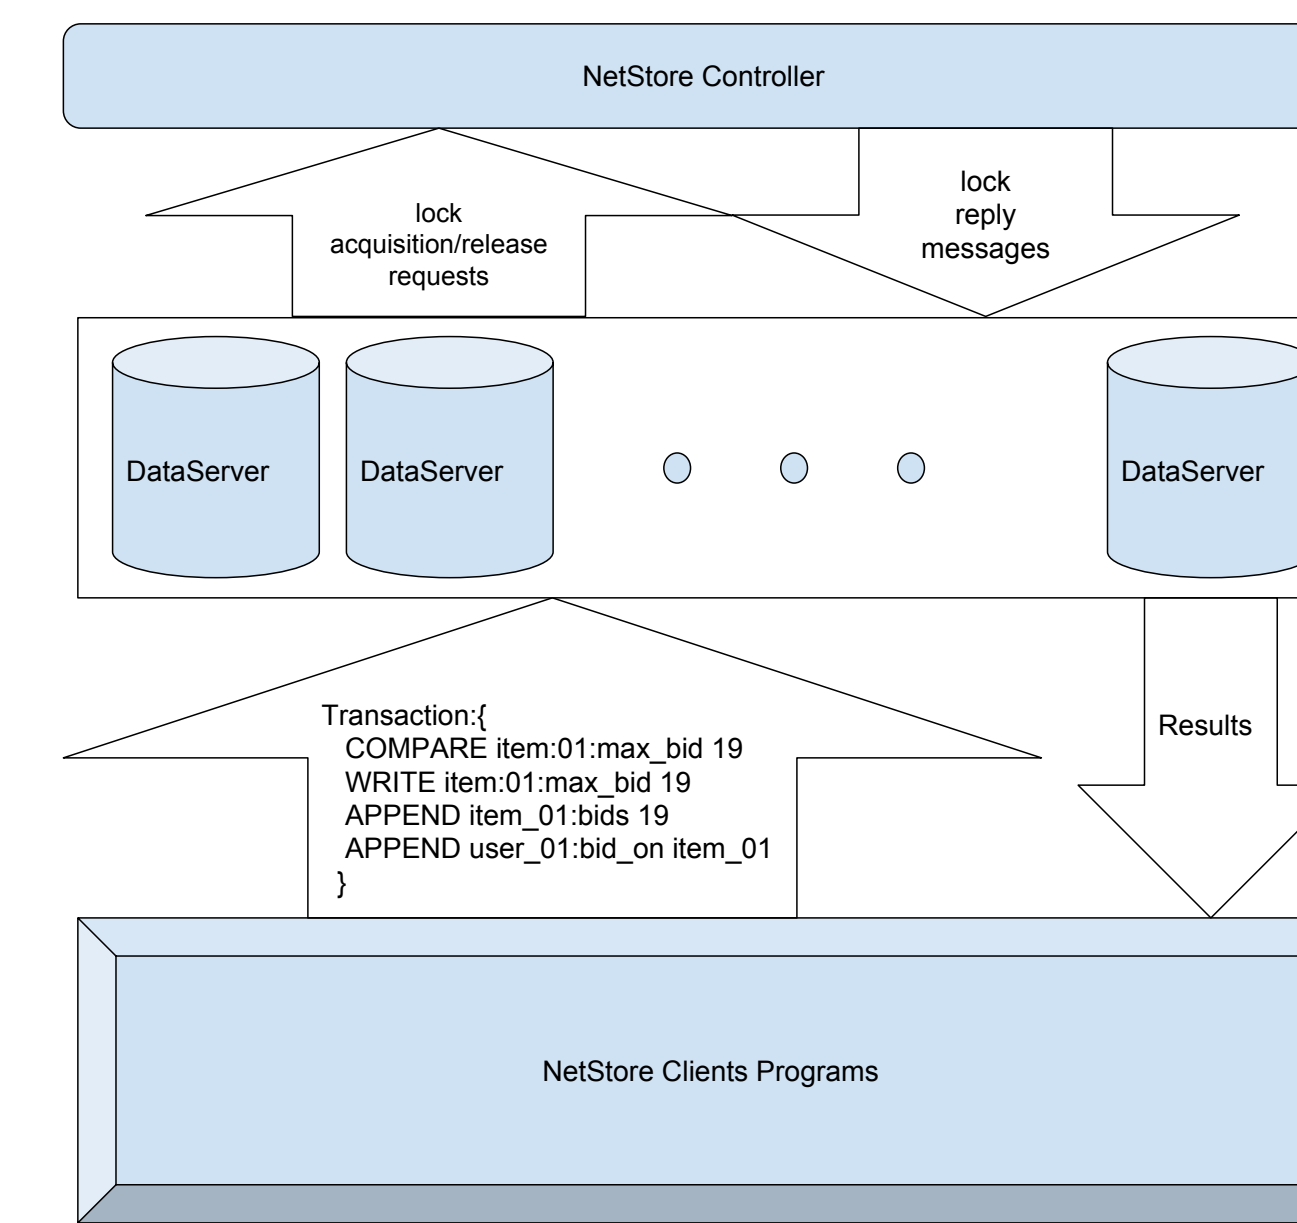 NetStore Controller
lock
acquisition/release
requests
lock
reply
messages
DataServer
DataServer
DataServer
Transaction:{
COMPARE item:01:max_bid 19
WRITE item:01:max_bid 19
APPEND item_01:bids 19
APPEND user_01:bid_on item_01
}
Results
NetStore Clients Programs